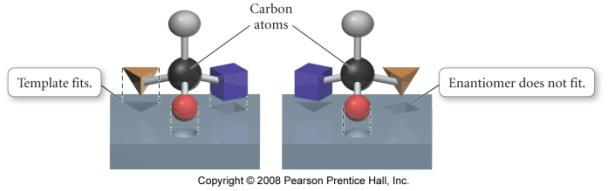 Carbon
atoms
Template fits.
Enantiomer does not fit.
Copyright © 2008 Pearson Prentice Hall, Inc.